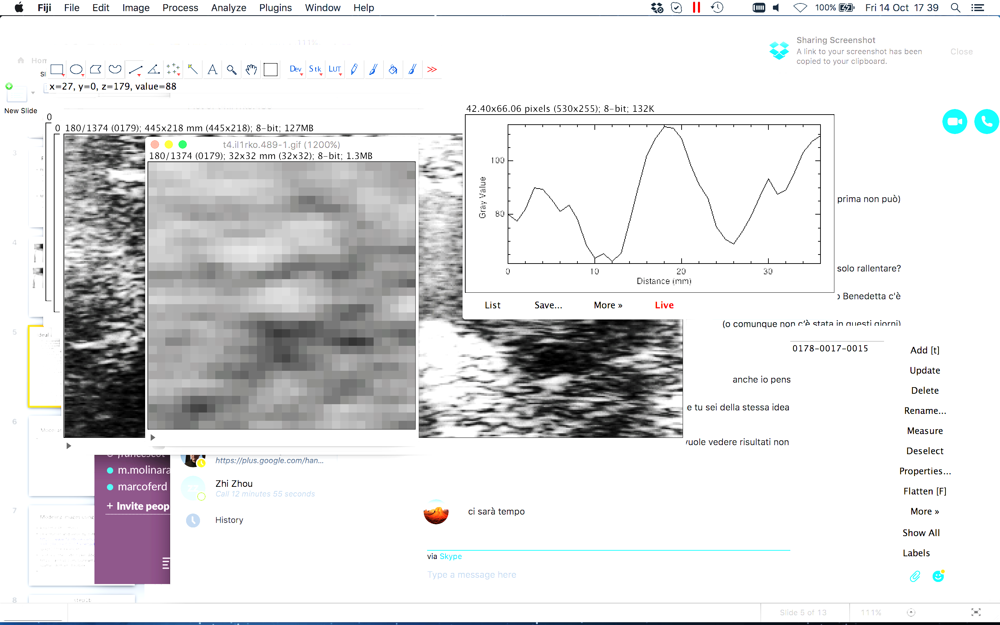 Fiji File Edit Image Process Analyze Plugins Window Help 100% Fri 14 Oct 17 39
111%
Sharing Screenshot
A link to your screenshot has been
copied to your clipboard.
Close
Dev Stk LUT >>
x=27, y=0, z=179, value=88
New Slide
0
0 180/1374 (0179); 445x218 mm (445x218); 8-bit; 127MB
t4.il1rko.489-1.gif (1200%)
180/1374 (0179); 32x32 mm (32x32); 8-bit; 1.3MB
42.40x66.06 pixels (530x255); 8-bit; 132K
Gray Value
100
80
0 10 20 30
Distance (mm)
List Save... More » Live
prima non può)
solo rallentare?
Benedetta c'è
(o comunque non c'è stata in questi giorni)
0178-0017-0015
anche io pens
e tu sei della stessa idea
vuole vedere risultati non
Add [t]
Update
Delete
Rename...
Measure
Deselect
Properties...
Flatten [F]
More »
Show All
Labels
3
4
5
6
7
8
Modeling images using
francescot
m.molinara
marcoferd
+ Invite peop
https://plus.google.com/han...
ZZ
Zhi Zhou
Call 12 minutes 55 seconds
History
ci sarà tempo
via Skype
Type a message here
Slide 5 of 13 111%